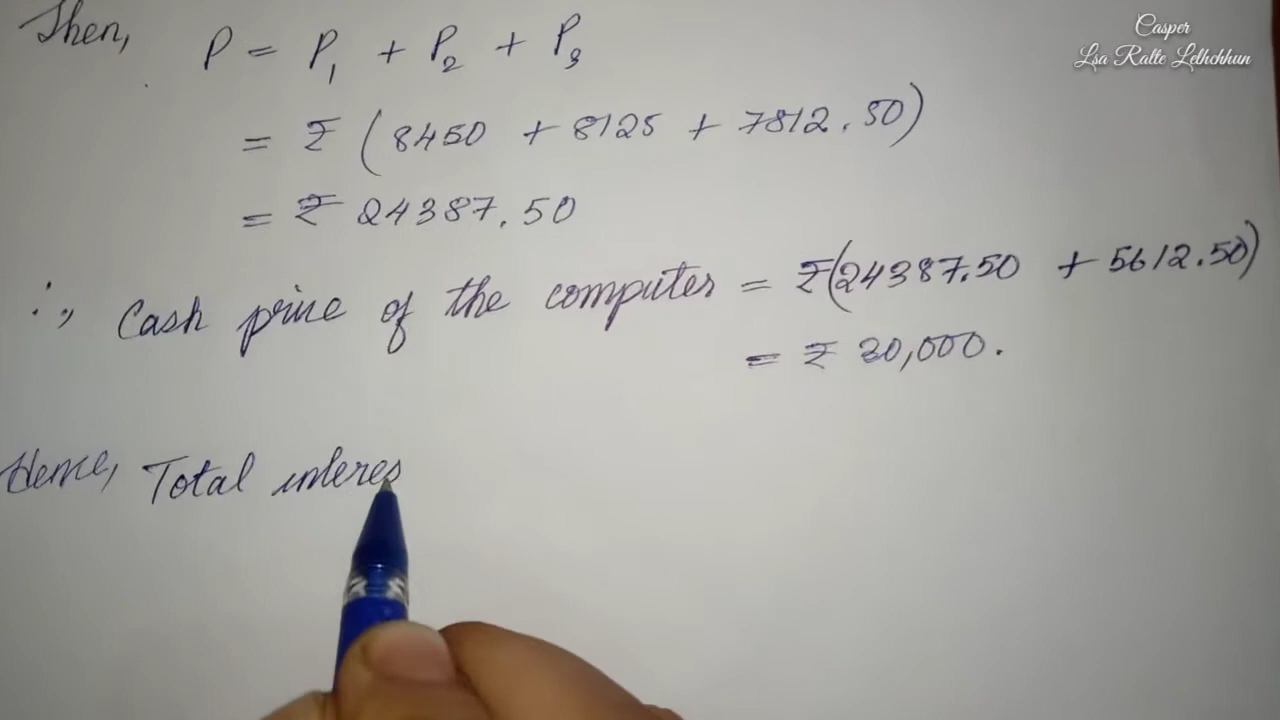 Casper
Lsa Ralte Lethchhun
Then, P = P₁ + P₂ + P₃
= ₹ (8450 + 8125 + 7812.50)
= ₹ 24387.50
∴, Cash price of the computer = ₹(24387.50 + 5612.50)
= ₹ 30,000.
Hence, Total interes